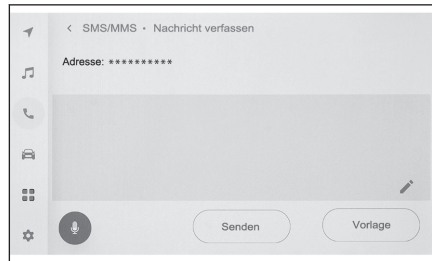 < SMS/MMS • Nachricht verfassen
Adresse: **********
Senden
Vorlage